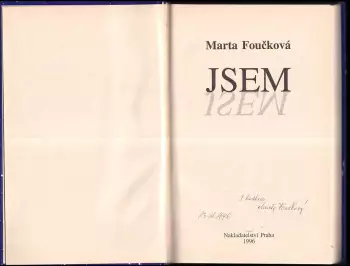 Marta Foučková
JSEM
JSEM
Nakladatelství Praha
1996